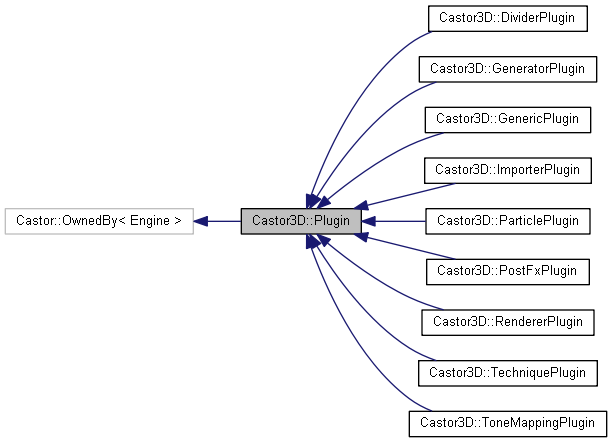 Castor::OwnedBy< Engine >
Castor3D::Plugin
Castor3D::DividerPlugin
Castor3D::GeneratorPlugin
Castor3D::GenericPlugin
Castor3D::ImporterPlugin
Castor3D::ParticlePlugin
Castor3D::PostFxPlugin
Castor3D::RendererPlugin
Castor3D::TechniquePlugin
Castor3D::ToneMappingPlugin